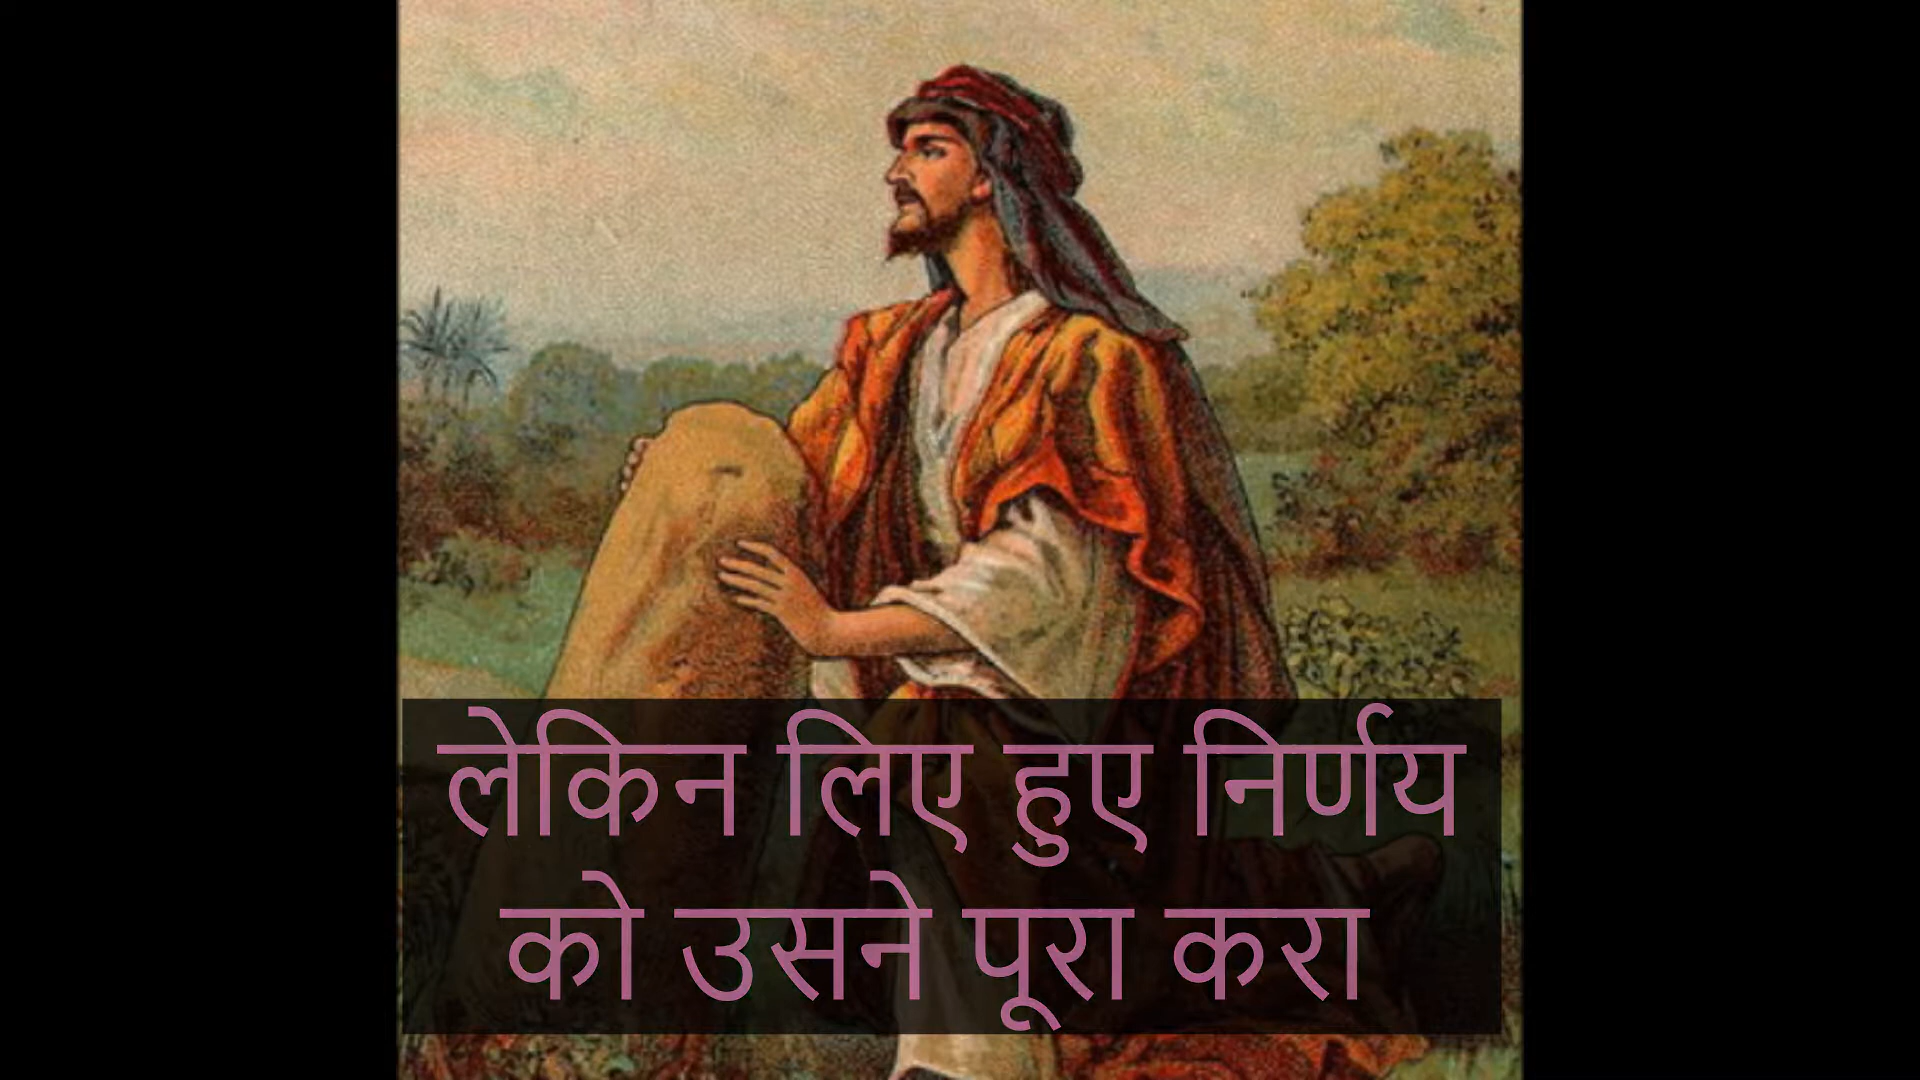 लेकिन लिए हुए निर्णय
को उसने पूरा करा